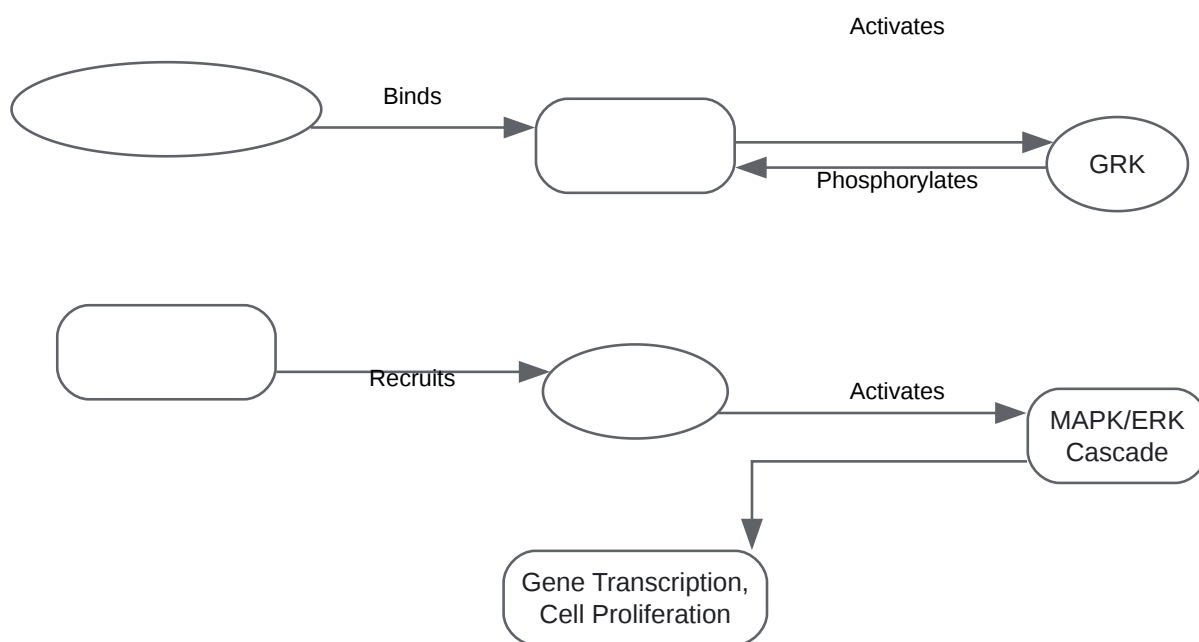 Activates
Binds
GRK
Phosphorylates
Recruits
Activates
MAPK/ERK
Cascade
Gene Transcription,
Cell Proliferation